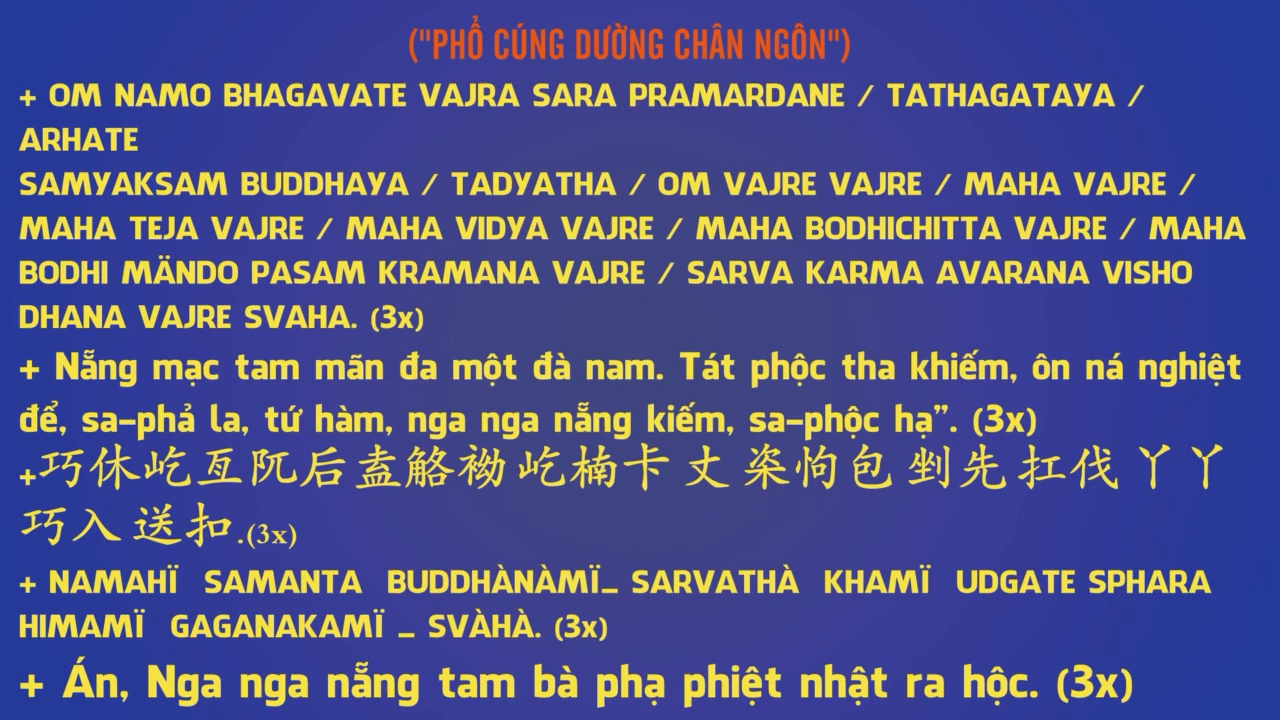 ("PHỔ CÚNG DƯỜNG CHÂN NGÔN")
+ OM NAMO BHAGAVATE VAJRA SARA PRAMARDANE / TATHAGATAYA /
ARHATE
SAMYAKSAM BUDDHAYA / TADYATHA / OM VAJRE VAJRE / MAHA VAJRE /
MAHA TEJA VAJRE / MAHA VIDYA VAJRE / MAHA BODHICHITTA VAJRE / MAHA
BODHI MÄNDO PASAM KRAMANA VAJRE / SARVA KARMA AVARANA VISHO
DHANA VAJRE SVAHA. (3x)
+ Nẵng mạc tam mãn đa một đà nam. Tát phộc tha khiếm, ôn ná nghiệt
để, sa-phả la, tứ hàm, nga nga nẵng kiếm, sa-phộc hạ”. (3x)
+巧休屹亙阢后盍觡袎屹楠卡丈 粢怐包 剉先 扛伐 丫丫
巧入 送扣.(3x)
+ NAMAHÏ SAMANTA BUDDHÀNÀMÏ_ SARVATHÀ KHAMÏ UDGATE SPHARA
HIMAMÏ GAGANAKAMÏ _ SVÀHÀ. (3x)
+ Án, Nga nga nẵng tam bà phạ phiệt nhật ra hộc. (3x)